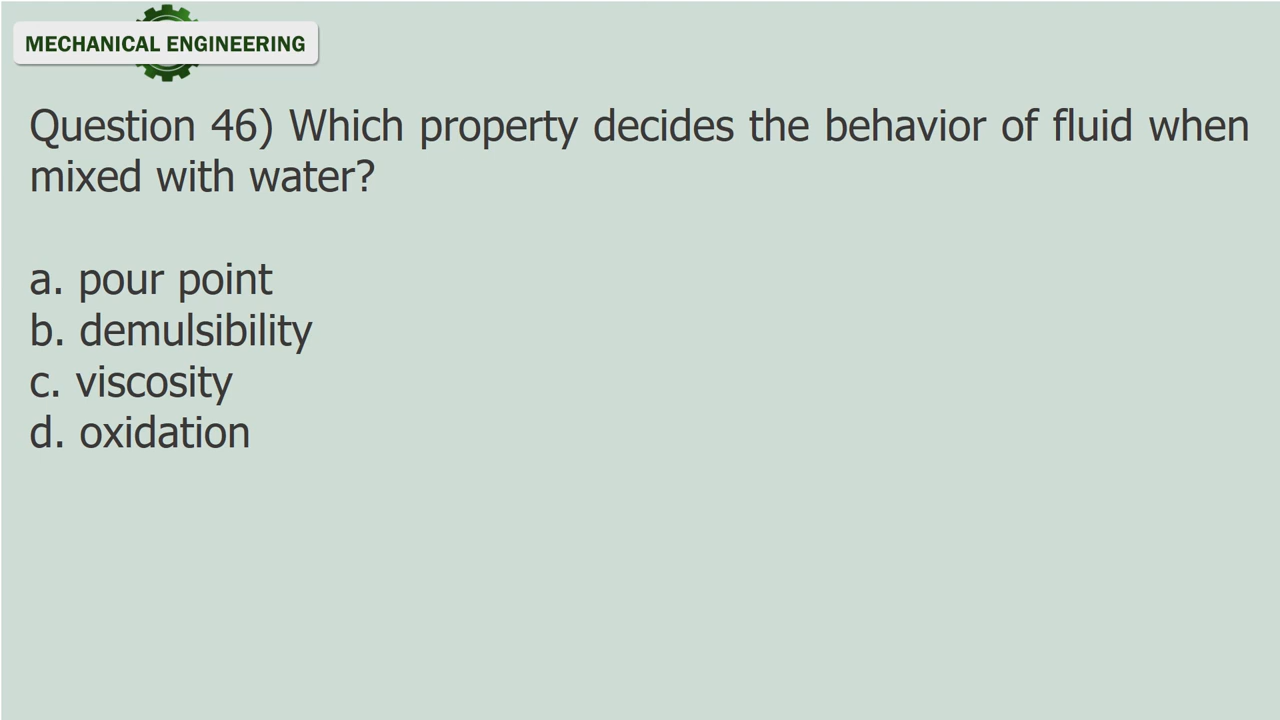 MECHANICAL ENGINEERING
Question 46) Which property decides the behavior of fluid when
mixed with water?
a. pour point
b. demulsibility
c. viscosity
d. oxidation